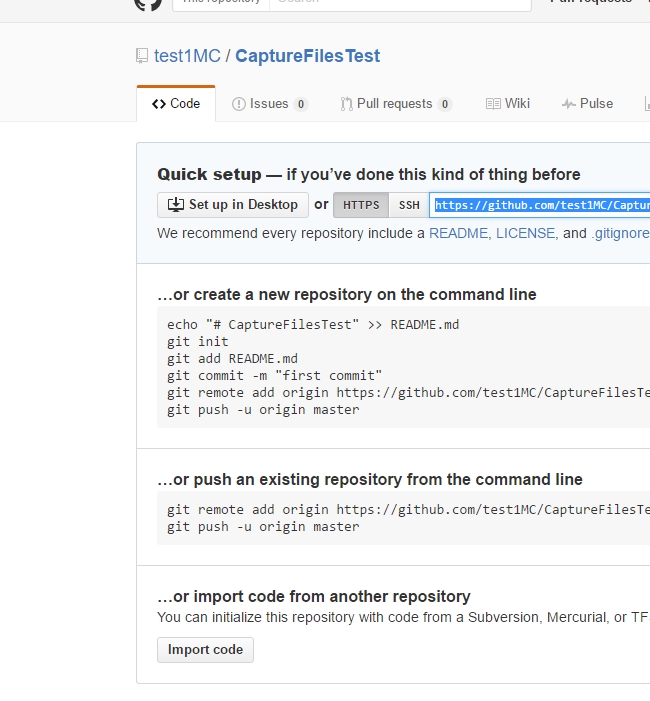 This repository Search Pull requests
test1MC / CaptureFilesTest
Code Issues 0 Pull requests 0 Wiki Pulse
Quick setup — if you’ve done this kind of thing before
Set up in Desktop or HTTPS SSH https://github.com/test1MC/Captur
We recommend every repository include a README, LICENSE, and .gitignore
…or create a new repository on the command line
echo "# CaptureFilesTest" >> README.md
git init
git add README.md
git commit -m "first commit"
git remote add origin https://github.com/test1MC/CaptureFilesTe
git push -u origin master
…or push an existing repository from the command line
git remote add origin https://github.com/test1MC/CaptureFilesTe
git push -u origin master
…or import code from another repository
You can initialize this repository with code from a Subversion, Mercurial, or TF
Import code